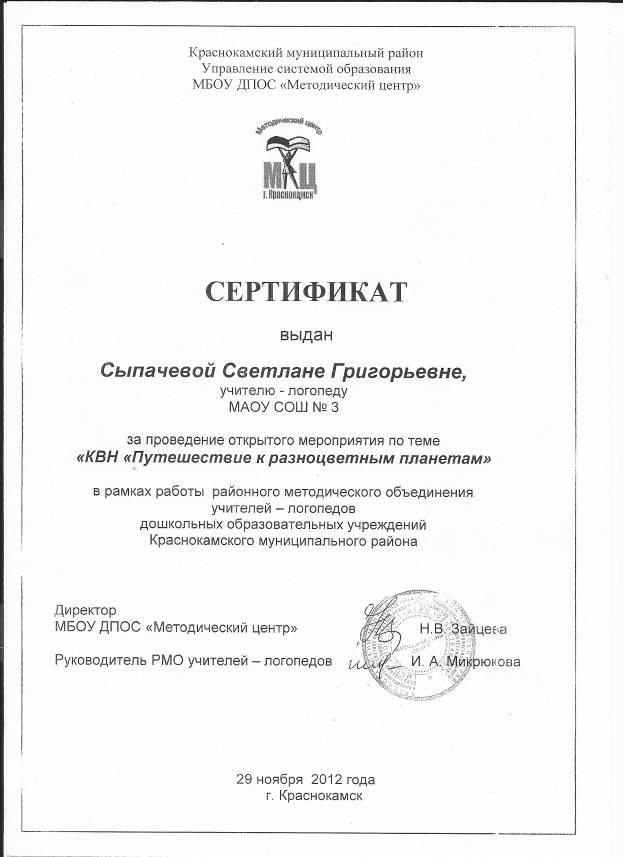 Краснокамский муниципальный район
Управление системой образования
МБОУ ДПОС «Методический центр»
Методический центр
МЦ
г. Краснокамск
СЕРТИФИКАТ
выдан
Сыпачевой Светлане Григорьевне,
учителю - логопеду
МАОУ СОШ № 3
за проведение открытого мероприятия по теме
«КВН «Путешествие к разноцветным планетам»
в рамках работы районного методического объединения
учителей – логопедов
дошкольных образовательных учреждений
Краснокамского муниципального района
Директор
МБОУ ДПОС «Методический центр» Н.В. Зайцева
Руководитель РМО учителей – логопедов И. А. Микрюкова
29 ноября 2012 года
г. Краснокамск